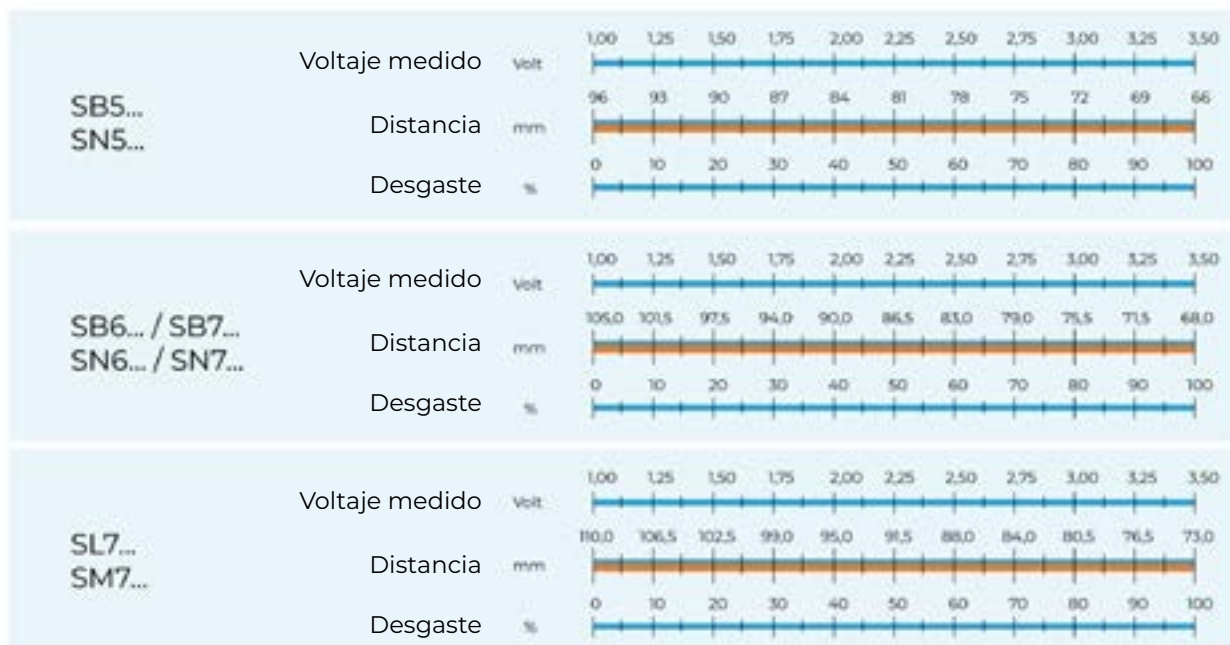 1,00 1,25 1,50 1,75 2,00 2,25 2,50 2,75 3,00 3,25 3,50
Voltaje medido Volt
96 93 90 87 84 81 78 75 72 69 66
SB5...
SN5...
Distancia mm
0 10 20 30 40 50 60 70 80 90 100
Desgaste %
1,00 1,25 1,50 1,75 2,00 2,25 2,50 2,75 3,00 3,25 3,50
Voltaje medido Volt
105,0 101,5 97,5 94,0 90,0 86,5 83,0 79,0 75,5 71,5 68,0
SB6... / SB7...
SN6... / SN7...
Distancia mm
0 10 20 30 40 50 60 70 80 90 100
Desgaste %
1,00 1,25 1,50 1,75 2,00 2,25 2,50 2,75 3,00 3,25 3,50
Voltaje medido Volt
110,0 106,5 102,5 99,0 95,0 91,5 88,0 84,0 80,5 76,5 73,0
SL7...
SM7...
Distancia mm
0 10 20 30 40 50 60 70 80 90 100
Desgaste %